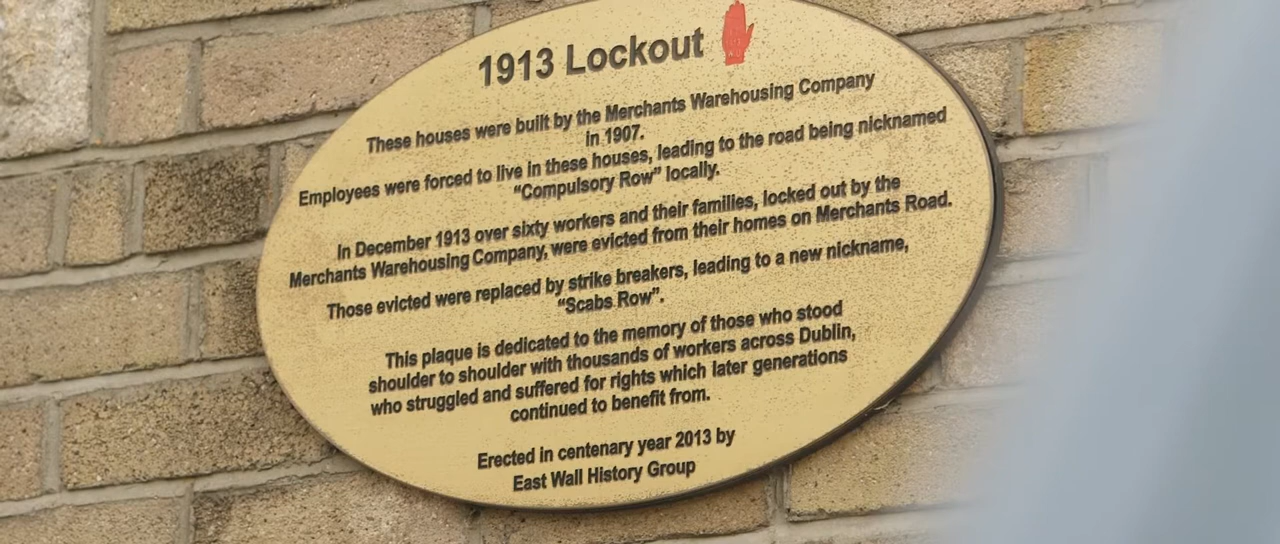 1913 Lockout
These houses were built by the Merchants Warehousing Company
in 1907.
Employees were forced to live in these houses, leading to the road being nicknamed
“Compulsory Row” locally.
In December 1913 over sixty workers and their families, locked out by the
Merchants Warehousing Company, were evicted from their homes on Merchants Road.
Those evicted were replaced by strike breakers, leading to a new nickname,
“Scabs Row”.
This plaque is dedicated to the memory of those who stood
shoulder to shoulder with thousands of workers across Dublin,
who struggled and suffered for rights which later generations
continued to benefit from.
Erected in centenary year 2013 by
East Wall History Group